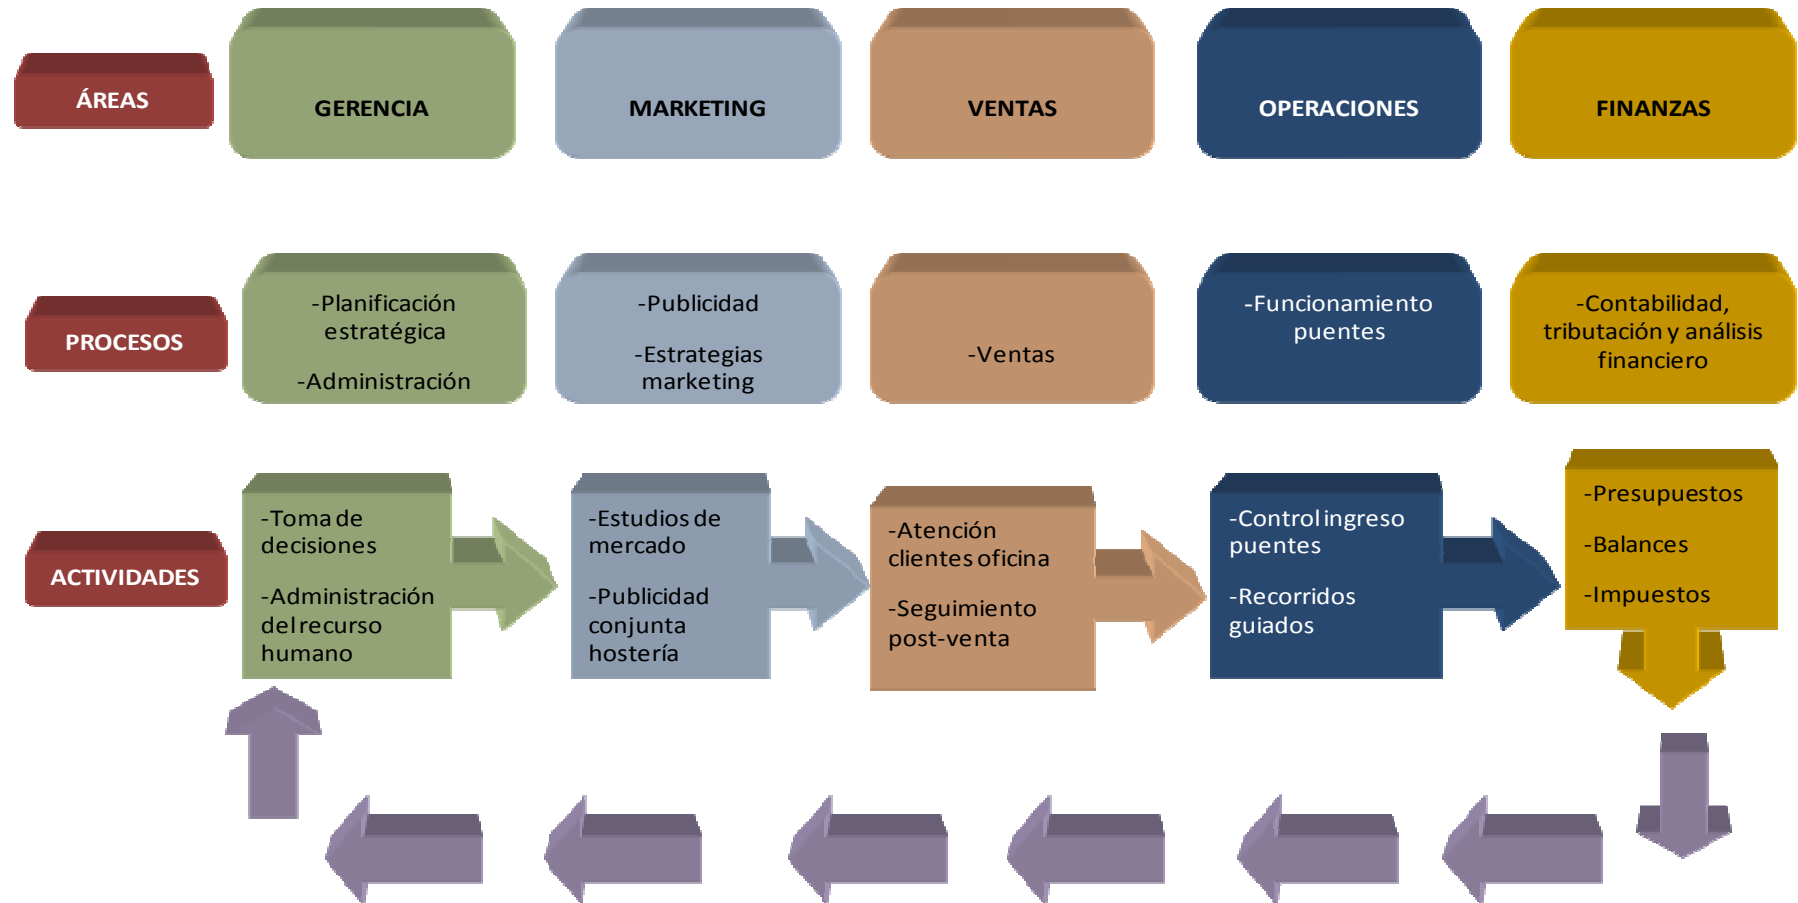 ÁREAS
GERENCIA
MARKETING
VENTAS
OPERACIONES
FINANZAS
PROCESOS
-Planificación
estratégica
-Administración
-Publicidad
-Estrategias
marketing
-Ventas
-Funcionamiento
puentes
-Contabilidad,
tributación y análisis
financiero
ACTIVIDADES
-Toma de
decisiones
-Administración
del recurso
humano
-Estudios de
mercado
-Publicidad
conjunta
hostería
-Atención
clientes oficina
-Seguimiento
post-venta
-Control ingreso
puentes
-Recorridos
guiados
-Presupuestos
-Balances
-Impuestos